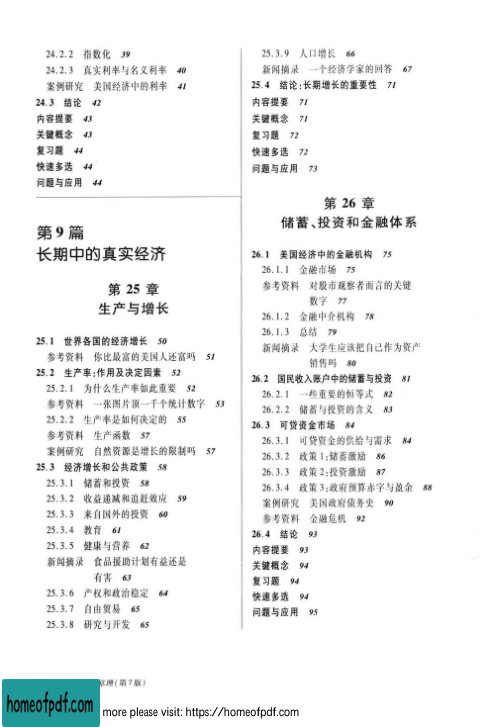 24.2.2 指数化 39
24.2.3 真实利率与名义利率 40
案例研究 美国经济中的利率 41
24.3 结论 42
内容提要 43
关键概念 43
复习题 44
快速多选 44
问题与应用 44
第 9 篇
长期中的真实经济
第 25 章
生产与增长
25.1 世界各国的经济增长 50
参考资料 你比最富的美国人还富吗 51
25.2 生产率:作用及决定因素 52
25.2.1 为什么生产率如此重要 52
参考资料 一张图片顶一千个统计数字 53
25.2.2 生产率是如何决定的 55
参考资料 生产函数 57
案例研究 自然资源是增长的限制吗 57
25.3 经济增长和公共政策 58
25.3.1 储蓄和投资 58
25.3.2 收益递减和追赶效应 59
25.3.3 来自国外的投资 60
25.3.4 教育 61
25.3.5 健康与营养 62
新闻摘录 食品援助计划有益还是
有害 63
25.3.6 产权和政治稳定 64
25.3.7 自由贸易 65
25.3.8 研究与开发 65
25.3.9 人口增长 66
新闻摘录 一个经济学家的回答 67
25.4 结论:长期增长的重要性 71
内容提要 71
关键概念 71
复习题 72
快速多选 72
问题与应用 73
第 26 章
储蓄、投资和金融体系
26.1 美国经济中的金融机构 75
26.1.1 金融市场 75
参考资料 对股市观察者而言的关键
数字 77
26.1.2 金融中介机构 78
26.1.3 总结 79
新闻摘录 大学生应该把自己作为资产
销售吗 80
26.2 国民收入账户中的储蓄与投资 81
26.2.1 一些重要的恒等式 82
26.2.2 储蓄与投资的含义 83
26.3 可贷资金市场 84
26.3.1 可贷资金的供给与需求 84
26.3.2 政策 1:储蓄激励 86
26.3.3 政策 2:投资激励 87
26.3.4 政策 3:政府预算赤字与盈余 88
案例研究 美国政府债务史 90
参考资料 金融危机 92
26.4 结论 93
内容提要 93
关键概念 94
复习题 94
快速多选 94
问题与应用 95
原理(第7版)
homeofpdf.com
more please visit: https://homeofpdf.com